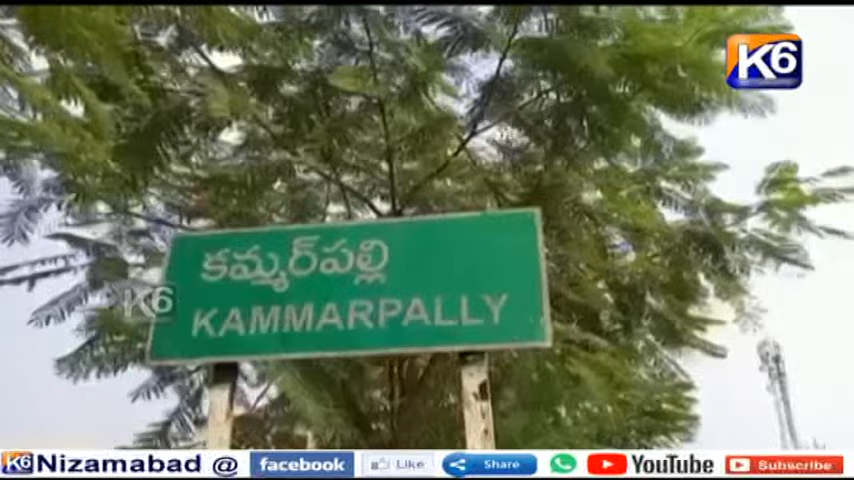 K6
కమ్మర్‌పల్లి
K6
KAMMARPALLY
K6 Nizamabad @ facebook Like Share YouTube Subscribe